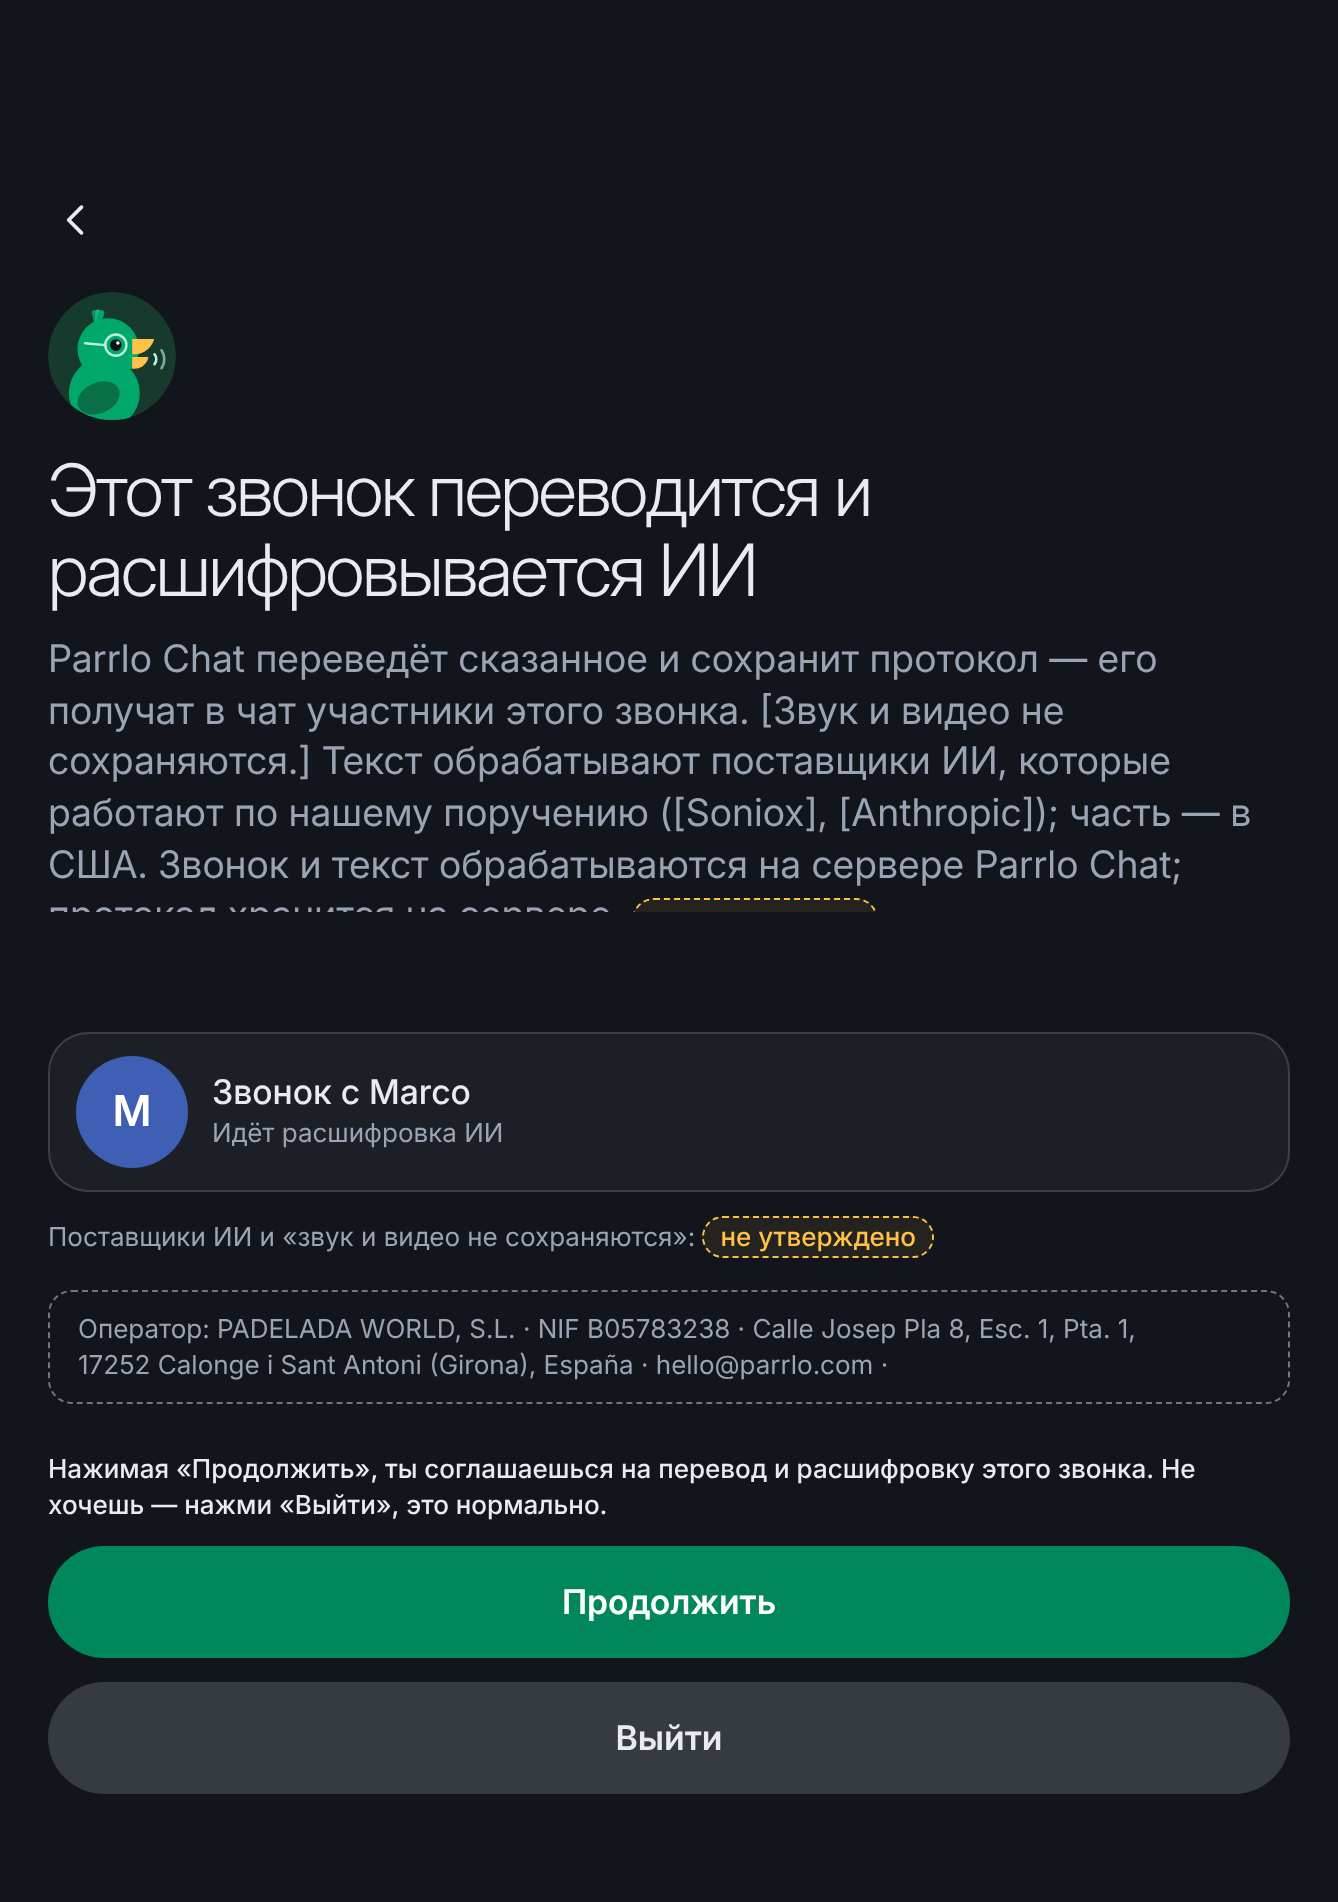 Этот звонок переводится и
расшифровывается ИИ
Parrlo Chat переведёт сказанное и сохранит протокол — его
получат в чат участники этого звонка. [Звук и видео не
сохраняются.] Текст обрабатывают поставщики ИИ, которые
работают по нашему поручению ([Soniox], [Anthropic]); часть — в
США. Звонок и текст обрабатываются на сервере Parrlo Chat;
протокол хранится на сервере
M
Звонок с Marco
Идёт расшифровка ИИ
Поставщики ИИ и «звук и видео не сохраняются»: не утверждено
Оператор: PADELADA WORLD, S.L. · NIF B05783238 · Calle Josep Pla 8, Esc. 1, Pta. 1,
17252 Calonge i Sant Antoni (Girona), España · hello@parrlo.com ·
Нажимая «Продолжить», ты соглашаешься на перевод и расшифровку этого звонка. Не
хочешь — нажми «Выйти», это нормально.
Продолжить
Выйти